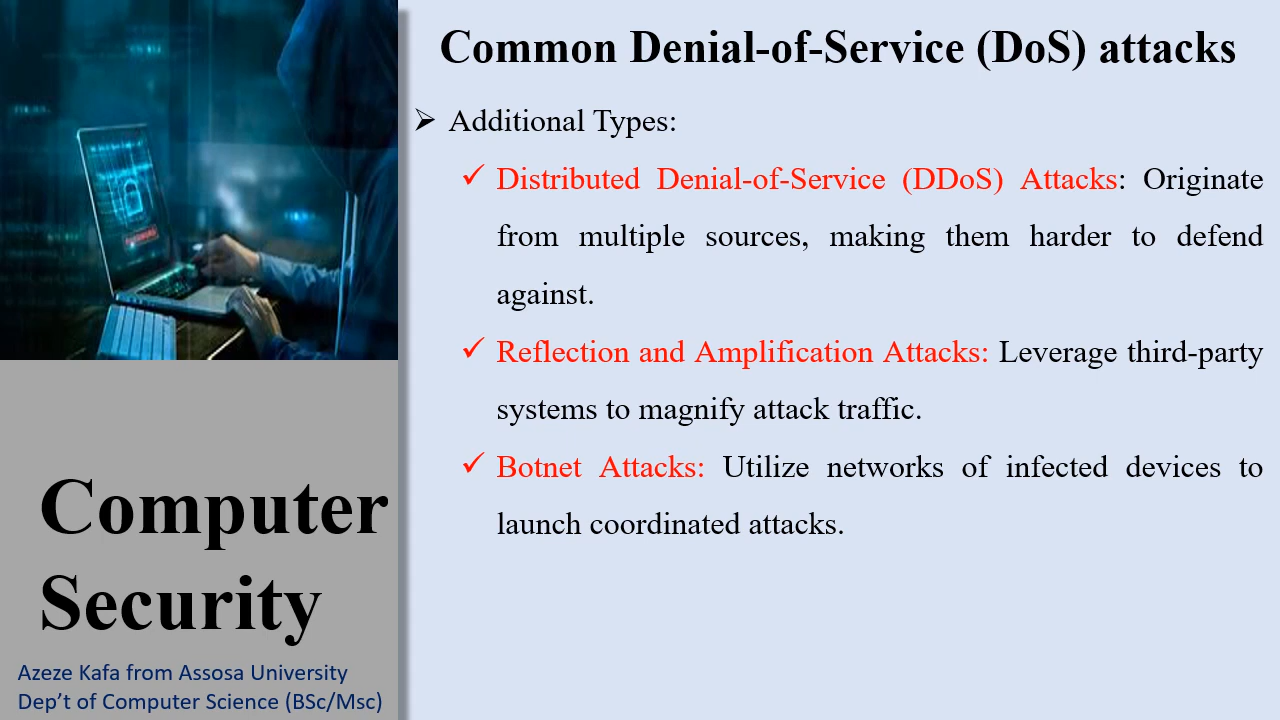 Common Denial-of-Service (DoS) attacks
➢ Additional Types:
✓ Distributed Denial-of-Service (DDoS) Attacks: Originate
from multiple sources, making them harder to defend
against.
✓ Reflection and Amplification Attacks: Leverage third-party
systems to magnify attack traffic.
✓ Botnet Attacks: Utilize networks of infected devices to
launch coordinated attacks.
Computer
Security
Azeze Kafa from Assosa University
Dep’t of Computer Science (BSc/Msc)